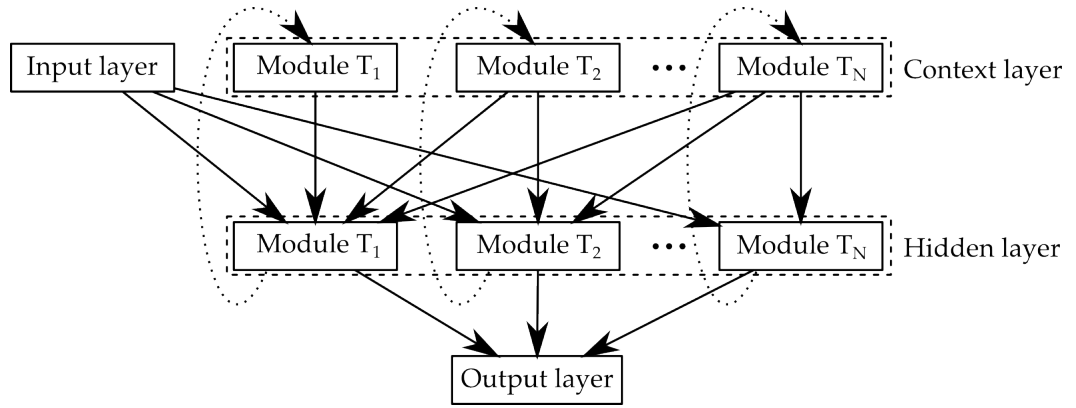 Input layer
Module T1
Module T2
•••
Module TN
Context layer
Module T1
Module T2
•••
Module TN
Hidden layer
Output layer